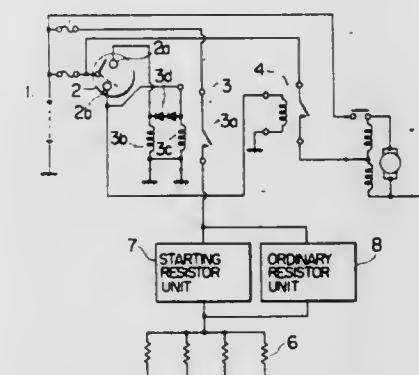 2a
3d
3
4
1
2
3a
2b
3b
3c
7
STARTING
RESISTOR
UNIT
ORDINARY
RESISTOR
UNIT
8
6